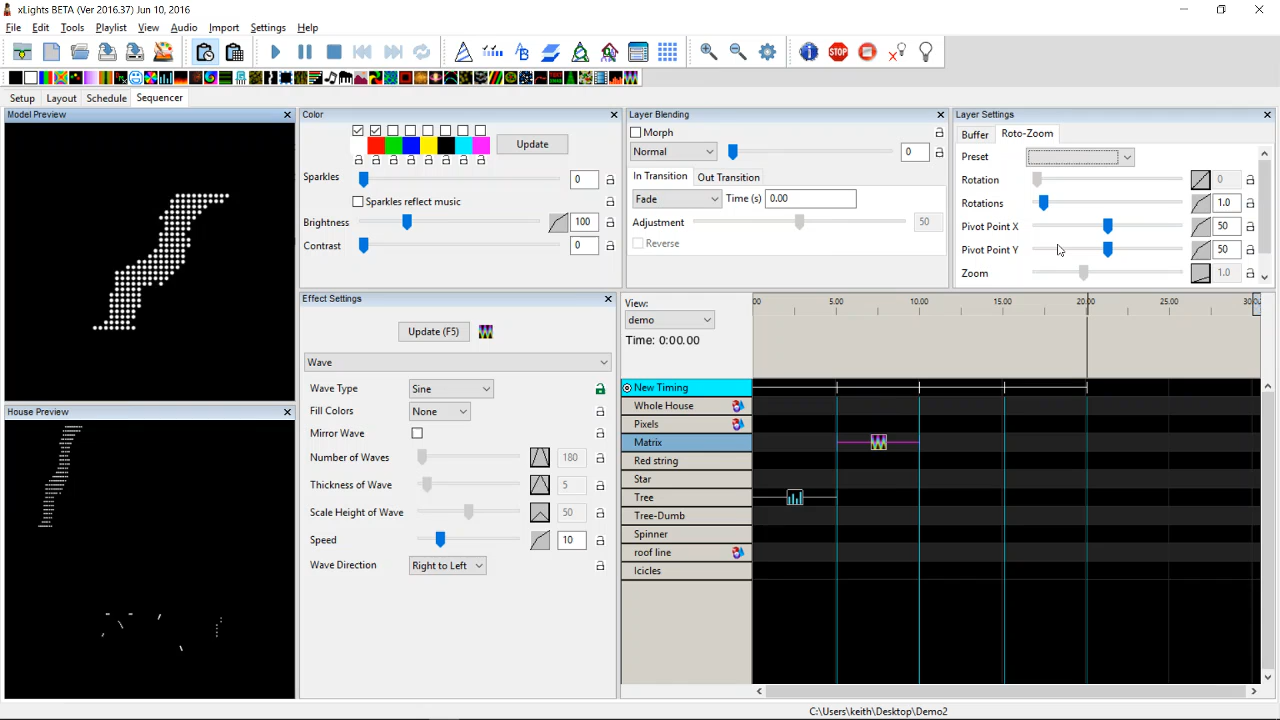 xLights BETA (Ver 2016.37) Jun 10, 2016
File Edit Tools Playlist View Audio Import Settings Help
Setup Layout Schedule Sequencer
Model Preview
House Preview
Color
Update
Sparkles 0
Sparkles reflect music
Brightness 100
Contrast 0
Layer Blending
Morph
Normal 0
In Transition Out Transition
Fade Time (s) 0.00
Adjustment 50
Reverse
Layer Settings
Buffer Roto-Zoom
Preset
Rotation 0
Rotations 1.0
Pivot Point X 50
Pivot Point Y 50
Zoom 1.0
Effect Settings
Update (F5)
Wave
Wave Type Sine
Fill Colors None
Mirror Wave
Number of Waves 180
Thickness of Wave 5
Scale Height of Wave 50
Speed 10
Wave Direction Right to Left
View:
demo
Time: 0:00.00
00 5.00 10.00 15.00 20.00 25.00 30.0
New Timing
Whole House
Pixels
Matrix
Red string
Star
Tree
Tree-Dumb
Spinner
roof line
Icicles
C:\Users\keith\Desktop\Demo2